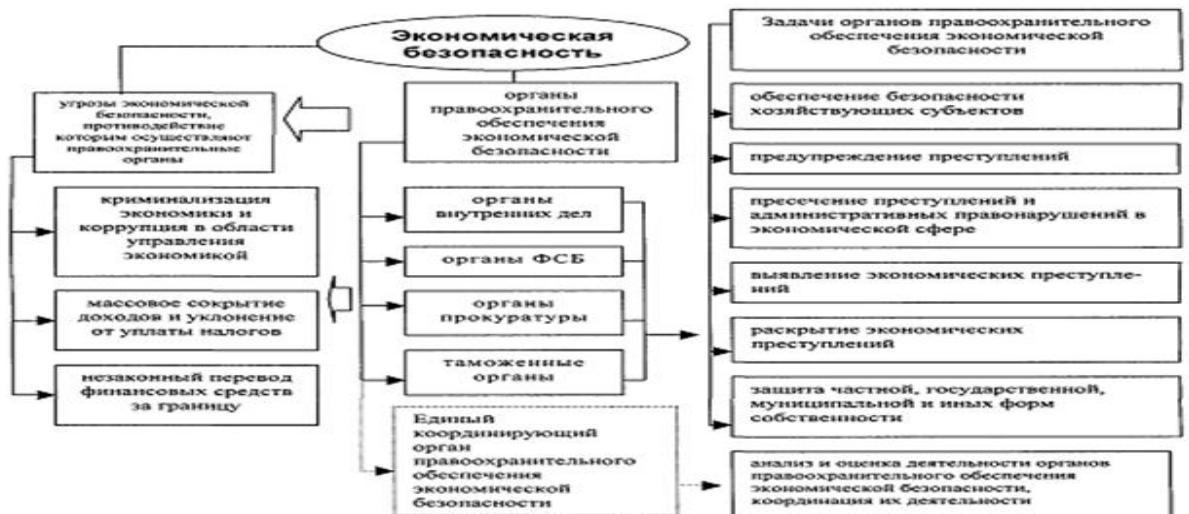 Экономическая
безопасность
угрозы экономической
безопасности,
противодействие
которым осуществляют
правоохранительные
органы
криминализация
экономики и
коррупция в области
управления
экономикой
массовое сокрытие
доходов и уклонение
от уплаты налогов
незаконный перевод
финансовых средств
за границу
органы
правоохранительного
обеспечения
экономической
безопасности
органы
внутренних дел
органы ФСБ
органы
прокуратуры
таможенные
органы
Единый
координирующий
орган
правоохранительного
обеспечения
экономической
безопасности
Задачи органов правоохранительного
обеспечения экономической
безопасности
обеспечение безопасности
хозяйствующих субъектов
предупреждение преступлений
пресечение преступлений и
административных правонарушений в
экономической сфере
выявление экономических преступле-
ний
раскрытие экономических
преступлений
защита частной, государственной,
муниципальной и иных форм
собственности
анализ и оценка деятельности органов
правоохранительного обеспечения
экономической безопасности,
координация их деятельности